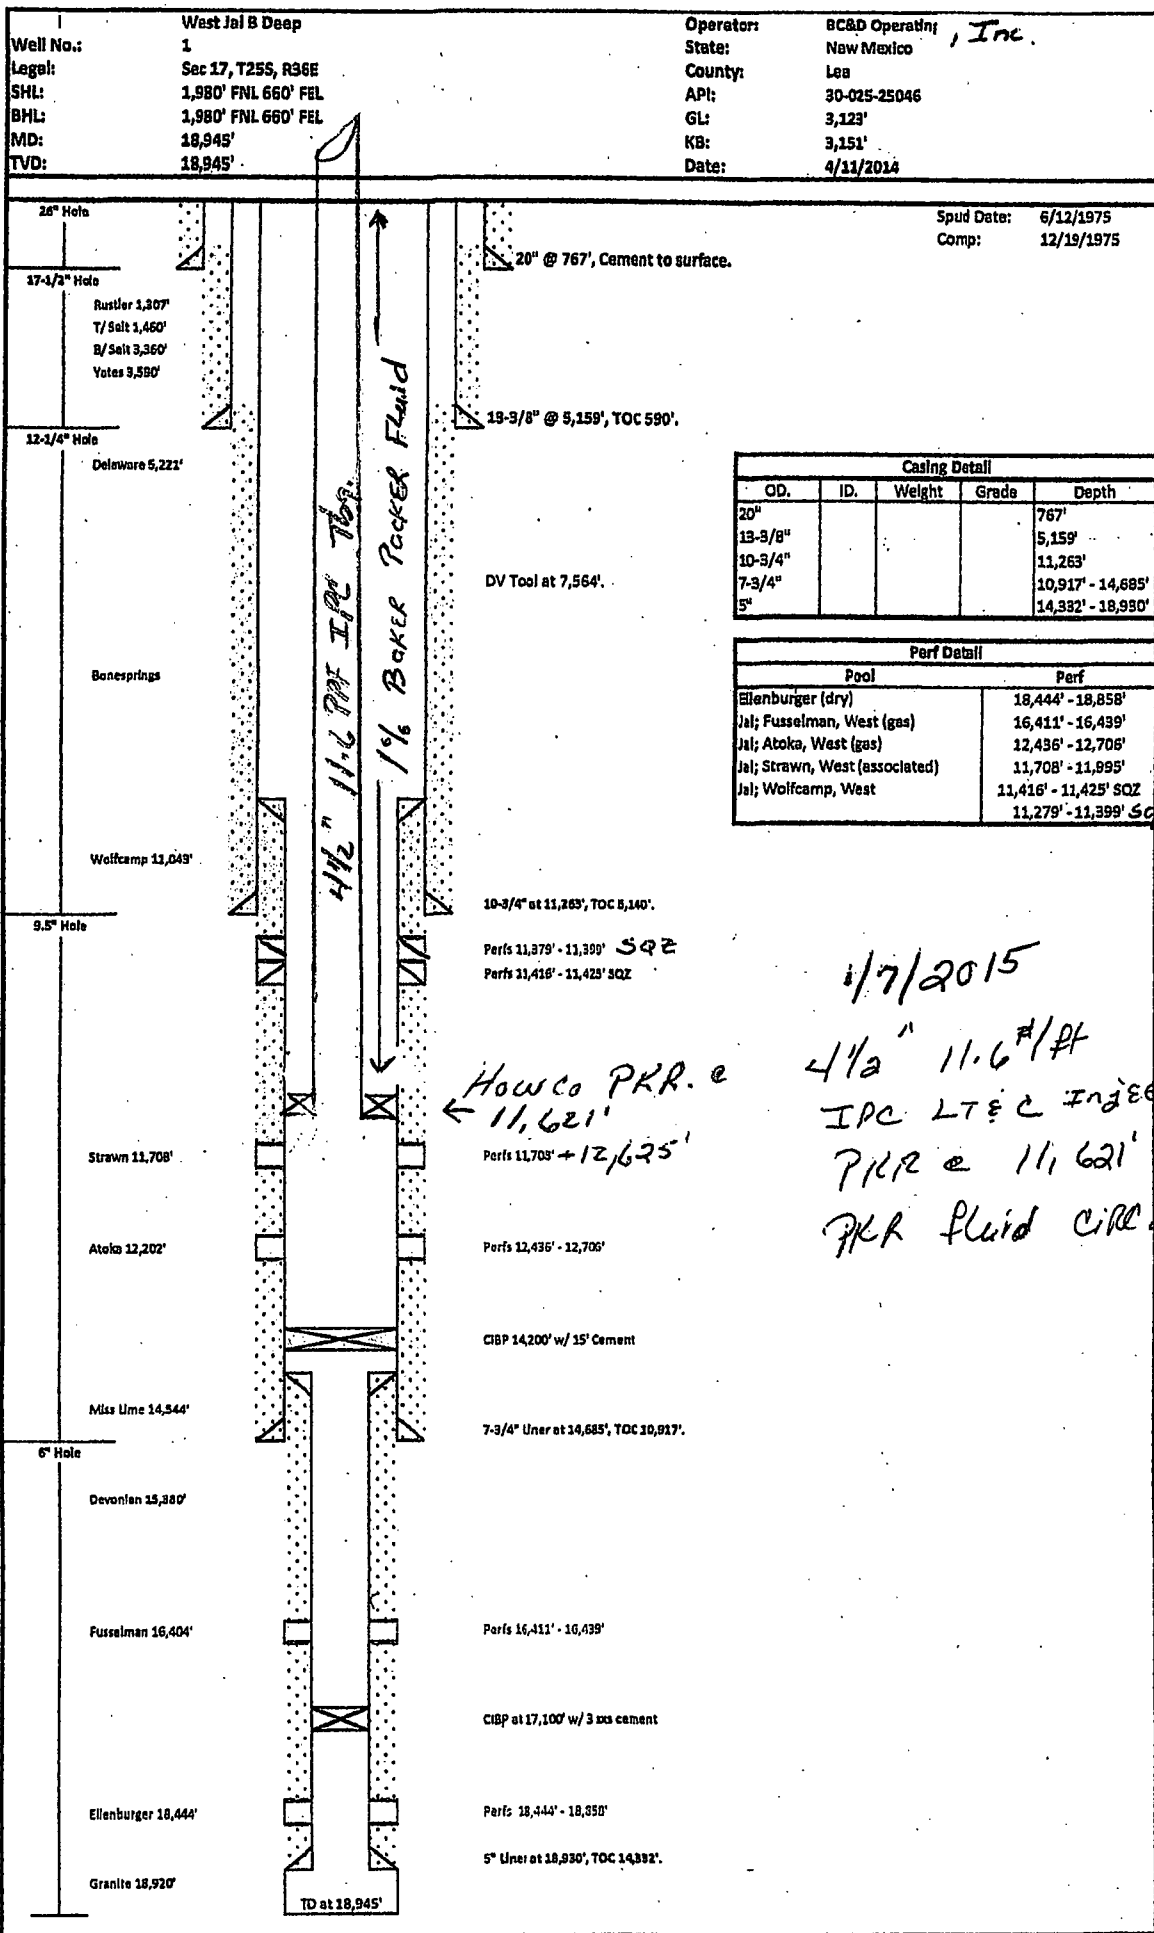 West Jal B Deep
Well No.: 1
Legal: Sec 17, T25S, R36E
SHL: 1,980' FNL 660' FEL
BHL: 1,980' FNL 660' FEL
MD: 18,945'
TVD: 18,945'
Operator: BC&D Operating, Inc.
State: New Mexico
County: Lea
API: 30-025-25046
GL: 3,123'
KB: 3,151'
Date: 4/11/2014
Spud Date: 6/12/1975
Comp: 12/19/1975
26" Hole
20" @ 767', Cement to surface.
17-1/2" Hole
Rustler 1,307'
T/ Salt 1,460'
B/ Salt 3,360'
Yates 3,590'
13-3/8" @ 5,159', TOC 590'.
12-1/4" Hole
Delaware 5,221'
4 1/2" 11.6 PPF IPC Tbg.
1% Baker Packer Fluid
DV Tool at 7,564'.
Casing Detail
OD. ID. Weight Grade Depth
20" 767'
13-3/8" 5,159'
10-3/4" 11,263'
7-3/4" 10,917' - 14,685'
5" 14,332' - 18,930'
Perf Detail
Pool Perf
Ellenburger (dry) 18,444' - 18,858'
Jal; Fusselman, West (gas) 16,411' - 16,439'
Jal; Atoka, West (gas) 12,436' - 12,706'
Jal; Strawn, West (associated) 11,708' - 11,995'
Jal; Wolfcamp, West 11,416' - 11,425' SQZ
11,279' - 11,399' SQ
Bonesprings
Wolfcamp 11,043'
10-3/4" at 11,263', TOC 5,140'.
9.5" Hole
Perfs 11,379' - 11,399' SQZ
Perfs 11,416' - 11,425' SQZ
1/7/2015
4 1/2" 11.6 #/ft
IPC LT & C Injec
PKR @ 11,621'
PKR fluid circ.
Howco PKR. @
← 11,621'
Strawn 11,708'
Perfs 11,708' + 12,625'
Atoka 12,202'
Perfs 12,436' - 12,706'
CIBP 14,200' w/ 15' Cement
Miss Lime 14,544'
7-3/4" Liner at 14,685', TOC 10,917'.
6" Hole
Devonian 15,380'
Fusselman 16,404'
Perfs 16,411' - 16,439'
CIBP at 17,100' w/ 3 sxs cement
Ellenburger 18,444'
Perfs 18,444' - 18,858'
5" Liner at 18,930', TOC 14,332'.
Granite 18,920'
TD at 18,945'